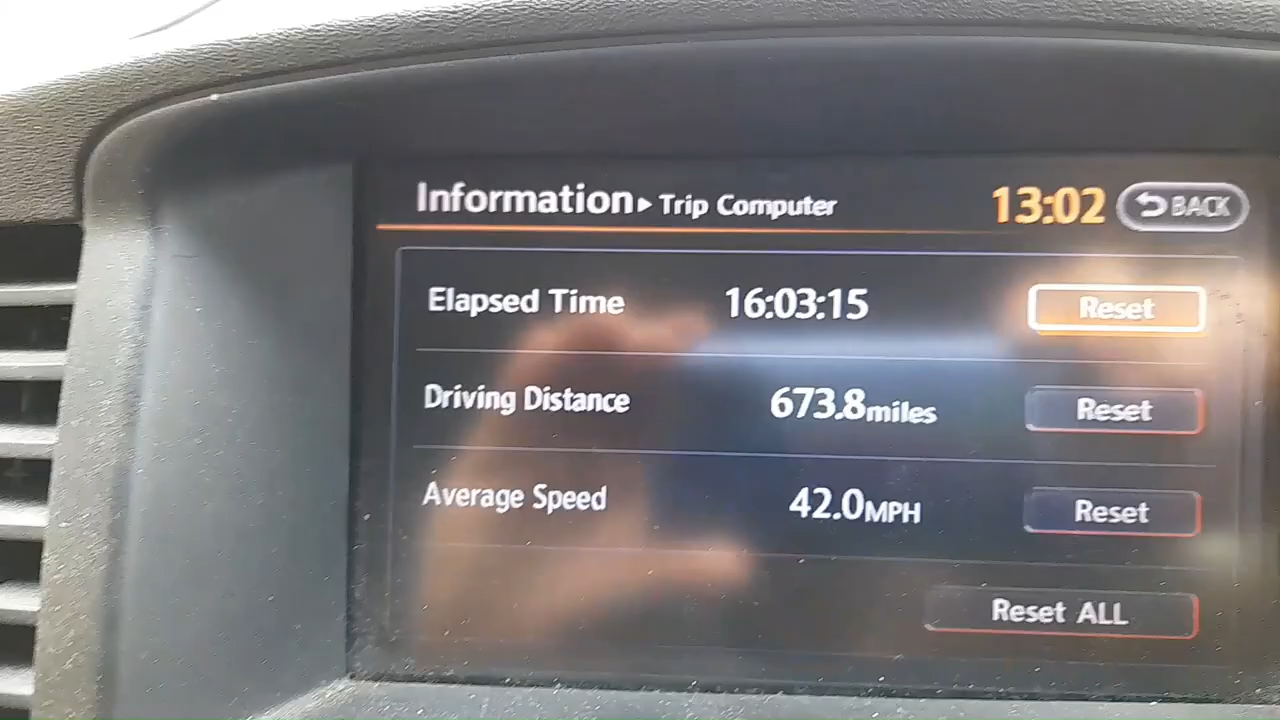 Information▸Trip Computer 13:02 BACK
Elapsed Time 16:03:15 Reset
Driving Distance 673.8miles Reset
Average Speed 42.0MPH Reset
Reset ALL